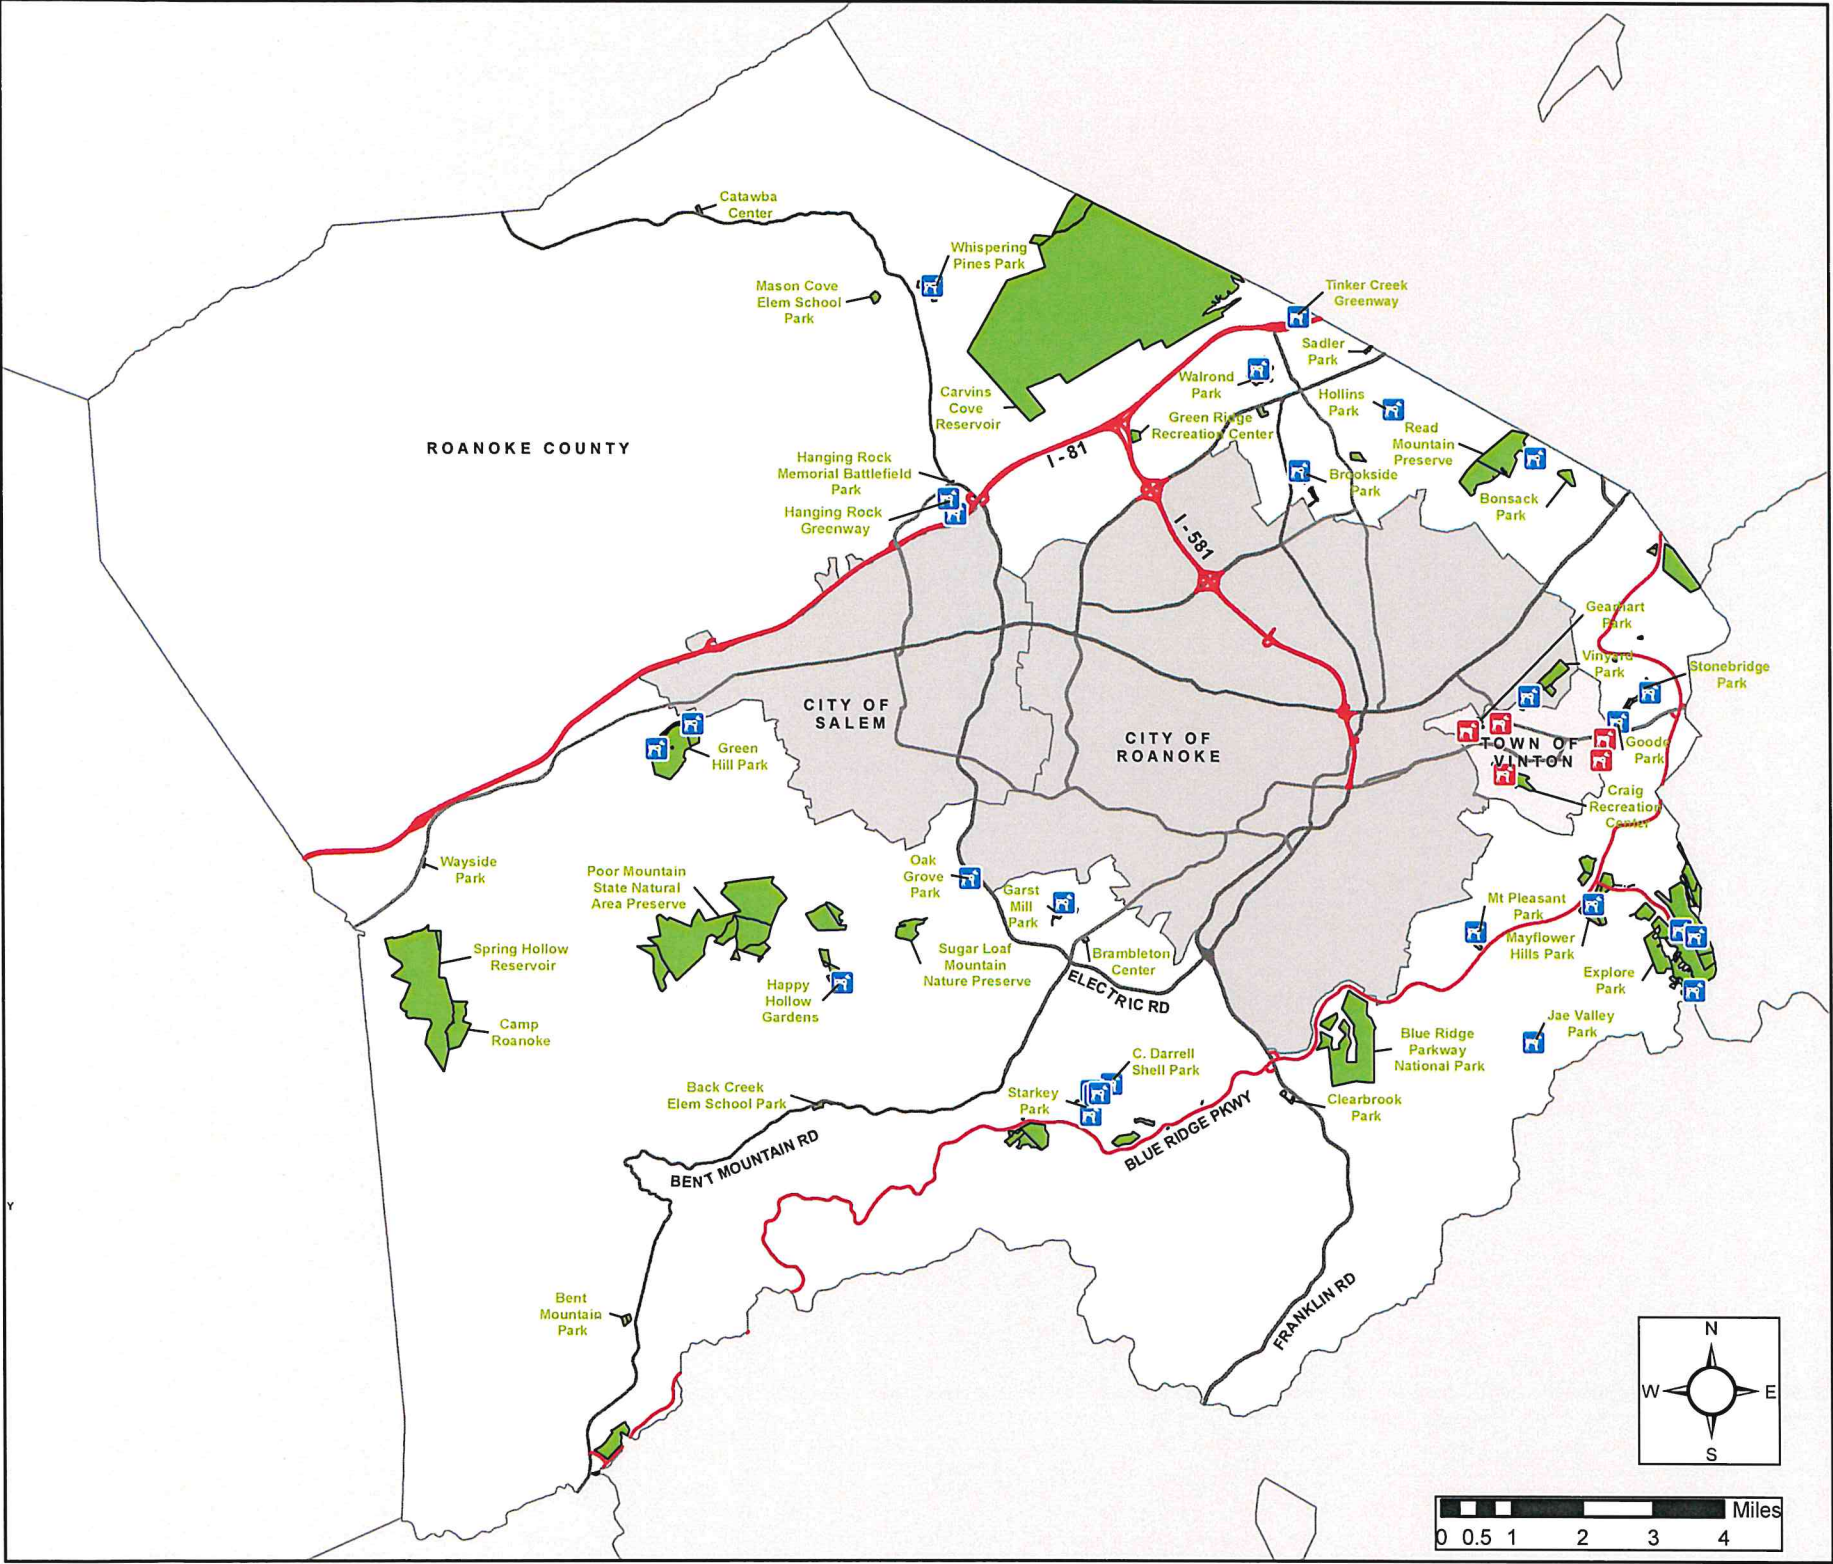 Catawba
Center
Whispering
Pines Park
Mason Cove
Elem School
Park
Tinker Creek
Greenway
Sadler
Park
Walrond
Park
Carvins
Cove
Reservoir
Hollins
Park
Green Ridge
Recreation Center
Read
Mountain
Preserve
ROANOKE COUNTY
I - 81
Hanging Rock
Memorial Battlefield
Park
Hanging Rock
Greenway
Brookside
Park
Bonsack
Park
I - 581
Gearhart
Park
Vinyard
Park
Stonebridge
Park
CITY OF
SALEM
CITY OF
ROANOKE
TOWN OF
VINTON
Goode
Park
Green
Hill Park
Craig
Recreation
Center
Wayside
Park
Poor Mountain
State Natural
Area Preserve
Oak
Grove
Park
Garst
Mill
Park
Mt Pleasant
Park
Mayflower
Hills Park
Spring Hollow
Reservoir
Sugar Loaf
Mountain
Nature Preserve
Brambleton
Center
Explore
Park
Happy
Hollow
Gardens
ELECTRIC RD
Camp
Roanoke
Jae Valley
Park
Blue Ridge
Parkway
National Park
C. Darrell
Shell Park
Back Creek
Elem School Park
Starkey
Park
Clearbrook
Park
BLUE RIDGE PKWY
BENT MOUNTAIN RD
Y
Bent
Mountain
Park
FRANKLIN RD
N
W
E
S
Miles
0 0.5 1 2 3 4